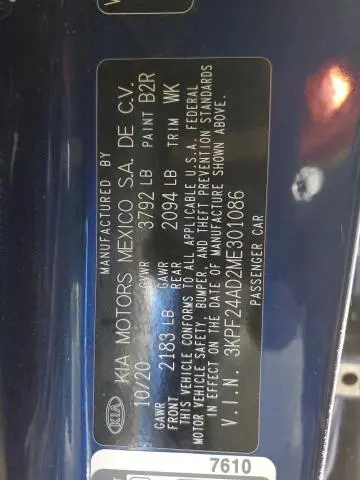 MANUFACTURED BY
KIA KIA MOTORS MEXICO S.A. DE C.V.
10/20 GVWR 3792 LB PAINT B2R
GAWR FRONT 2183 LB GAWR REAR 2094 LB TRIM WK
THIS VEHICLE CONFORMS TO ALL APPLICABLE U.S.A. FEDERAL
MOTOR VEHICLE SAFETY, BUMPER, AND THEFT PREVENTION STANDARDS
IN EFFECT ON THE DATE OF MANUFACTURE SHOWN ABOVE.
V.I.N. 3KPF24AD2ME301086
PASSENGER CAR
7610